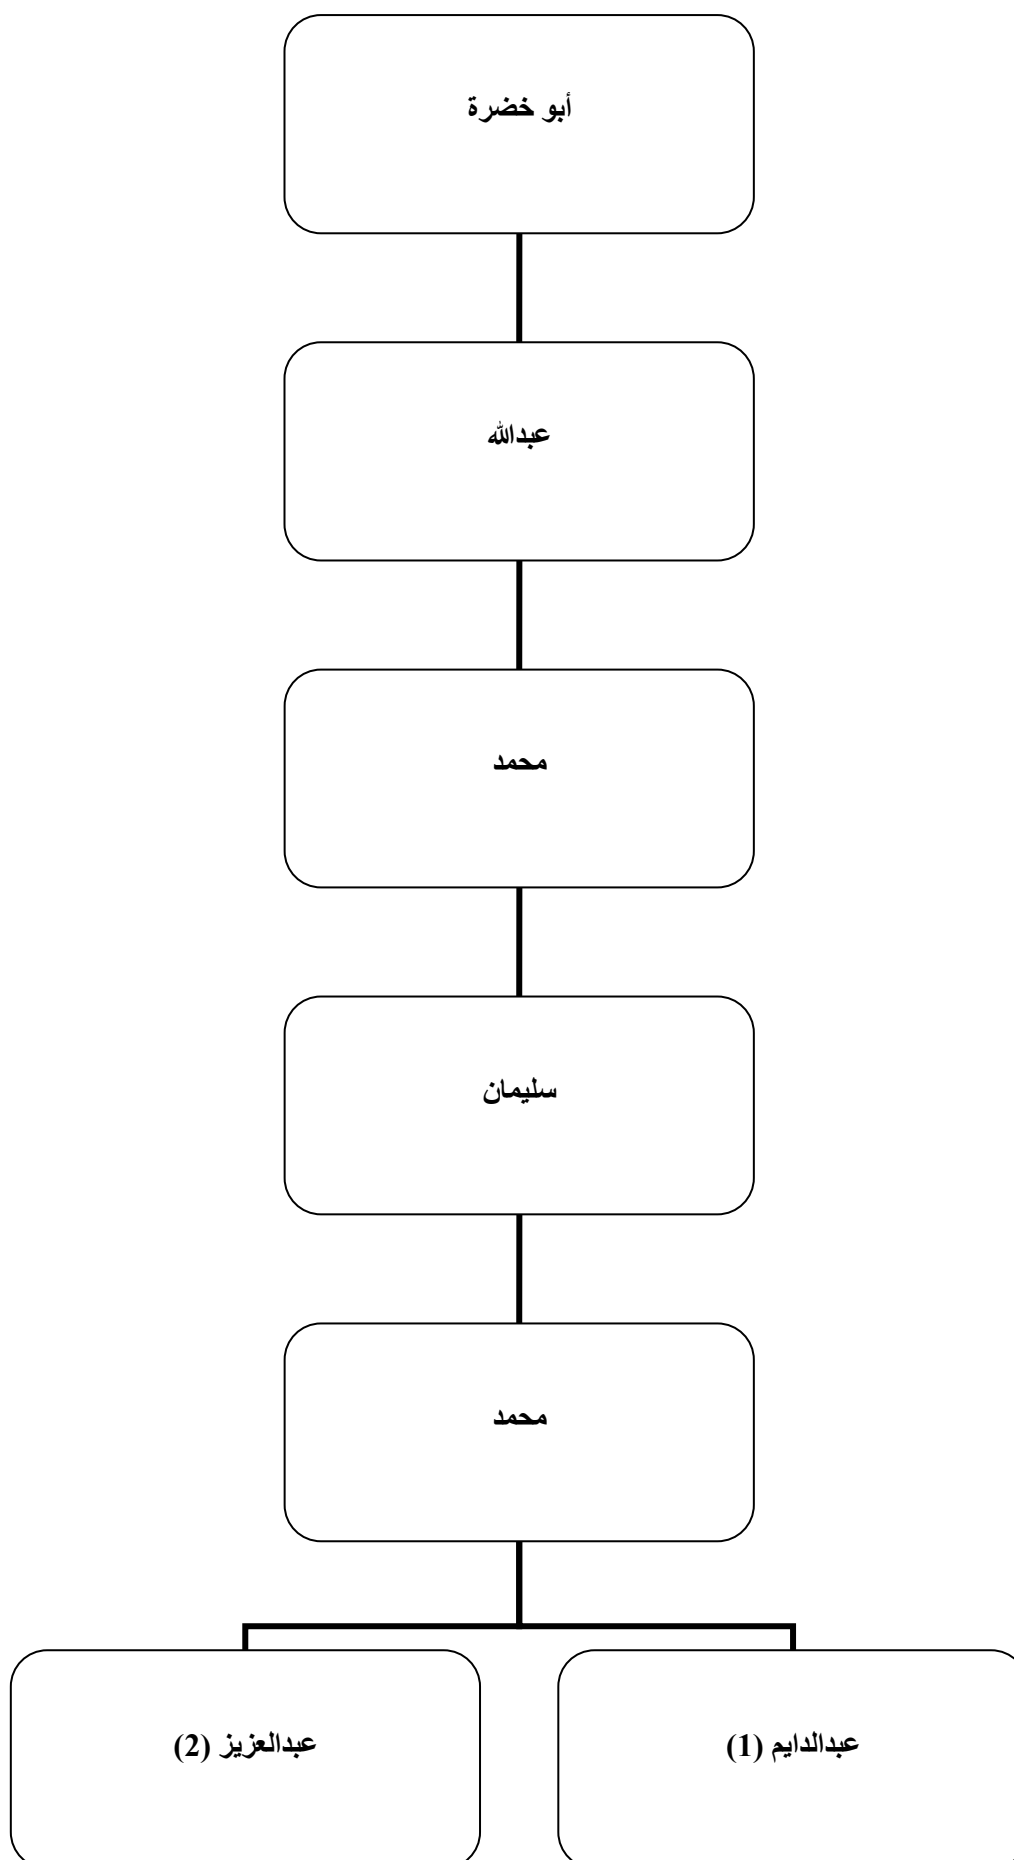 أبو خضرة
عبدالله
محمد
سليمان
محمد
عبدالدايم (1)
عبدالعزيز (2)